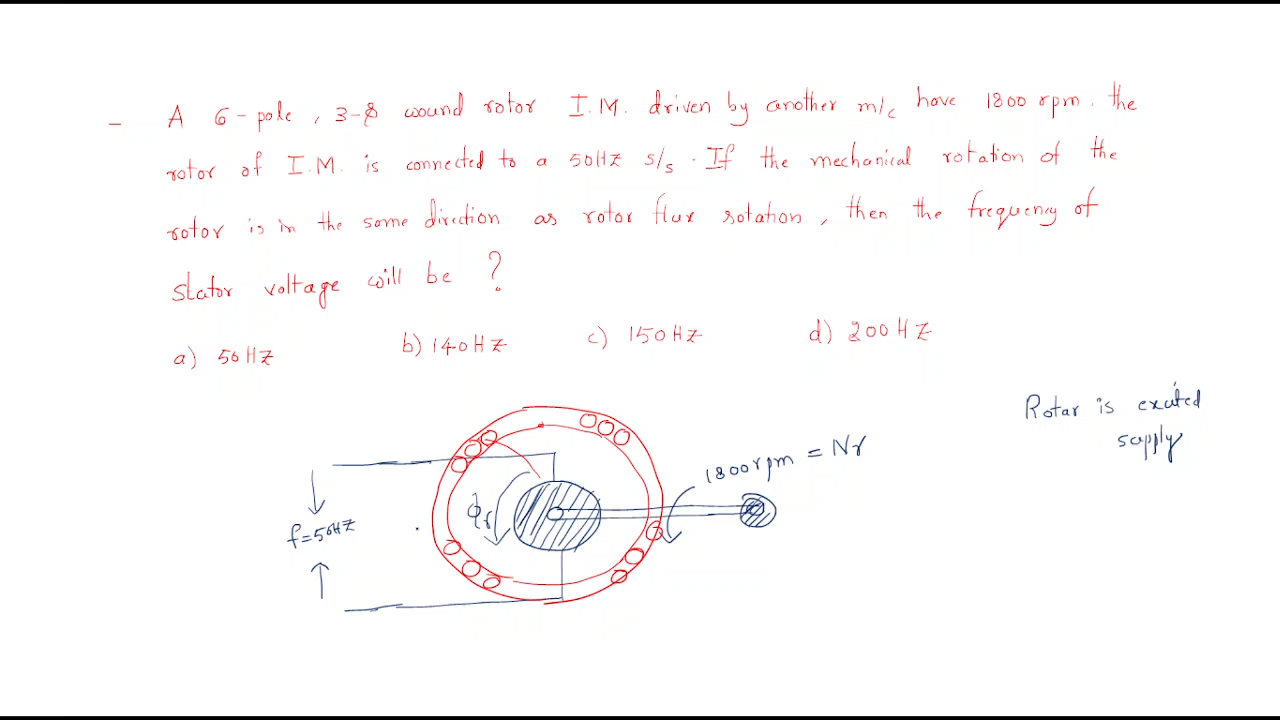 - A 6-pole, 3-ϕ wound rotor I.M. driven by another m/c have 1800 rpm. the
rotor of I.M. is connected to a 50HZ s/s. If the mechanical rotation of the
rotor is in the same direction as rotor flux rotation, then the frequency of
stator voltage will be ?
a) 50HZ b) 140HZ c) 150HZ d) 200HZ
Rotar is exited
supply
1800rpm = Nr
ϕr
f=50HZ